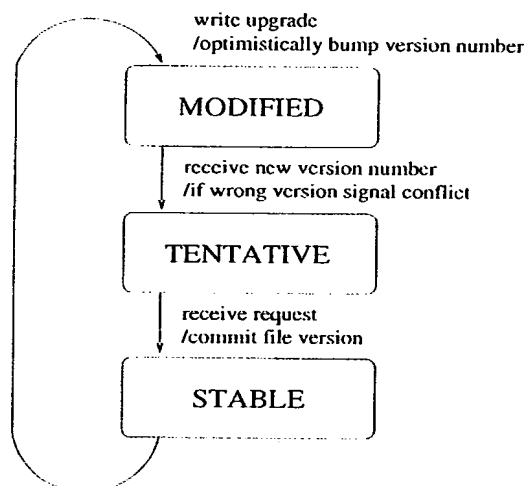 write upgrade
/optimistically bump version number
MODIFIED
receive new version number
/if wrong version signal conflict
TENTATIVE
receive request
/commit file version
STABLE